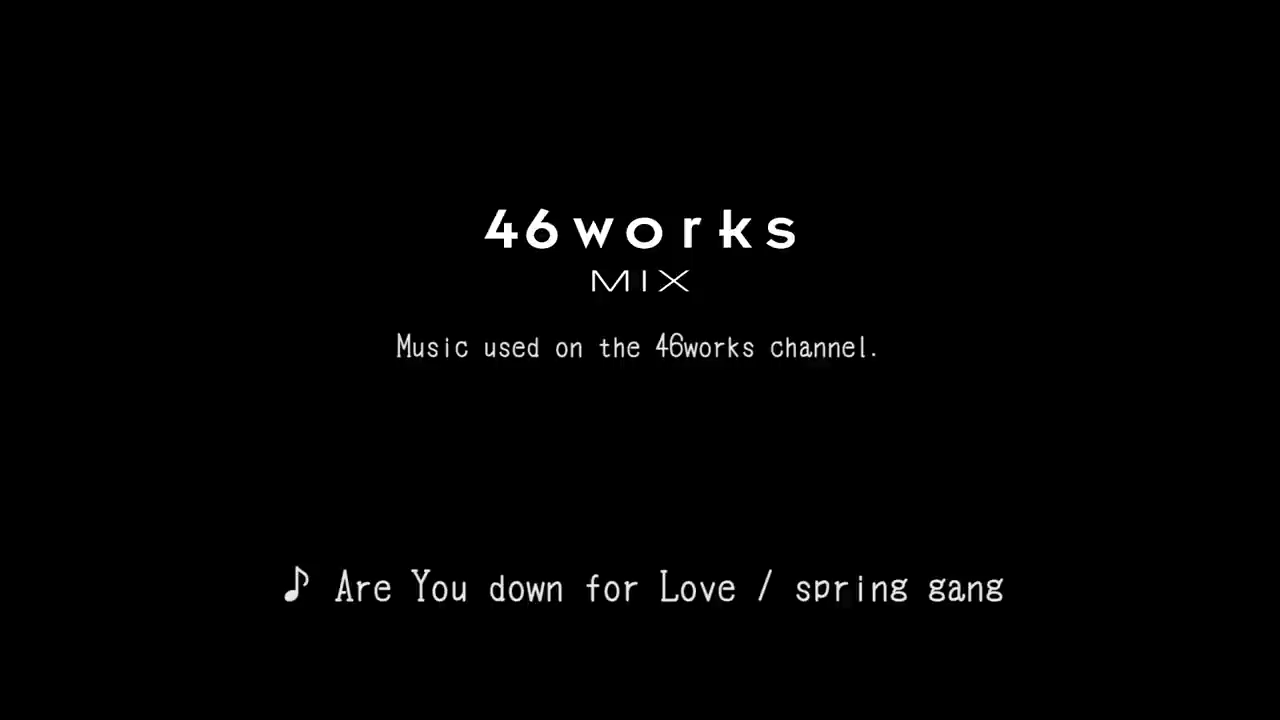 46works
MIX
Music used on the 46works channel.
♪ Are You down for Love / spring gang